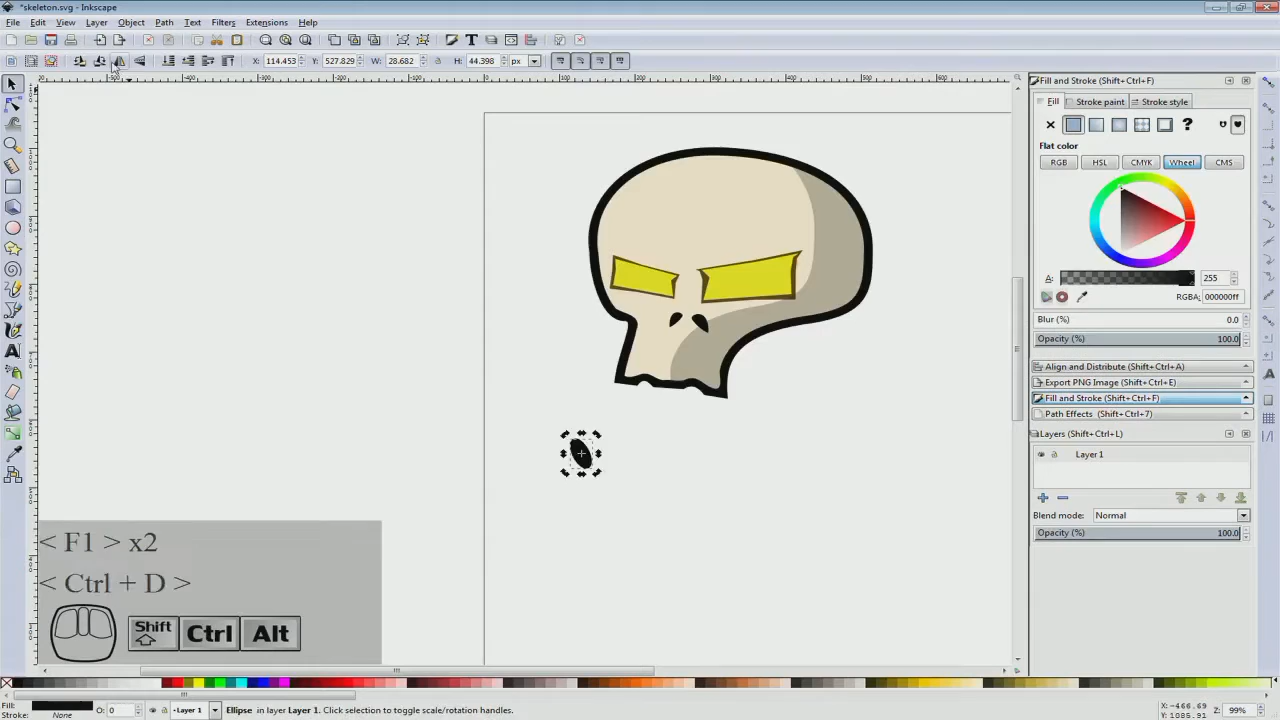 *skeleton.svg - Inkscape
File Edit View Layer Object Path Text Filters Extensions Help
X: 114.453 Y: 527.829 W: 28.682 H: 44.398 px
Fill and Stroke (Shift+Ctrl+F)
Fill Stroke paint Stroke style
Flat color
RGB HSL CMYK Wheel CMS
A: 255
RGBA: 000000ff
Blur (%) 0.0
Opacity (%) 100.0
Align and Distribute (Shift+Ctrl+A)
Export PNG Image (Shift+Ctrl+E)
Fill and Stroke (Shift+Ctrl+F)
Path Effects (Shift+Ctrl+7)
Layers (Shift+Ctrl+L)
Layer 1
Blend mode: Normal
Opacity (%) 100.0
< F1 > x2
< Ctrl + D >
Shift Ctrl Alt
Fill:
Stroke: None
O: 0
Layer 1
Ellipse in layer Layer 1. Click selection to toggle scale/rotation handles.
X: -466.69
Y: 1085.91
Z: 99%